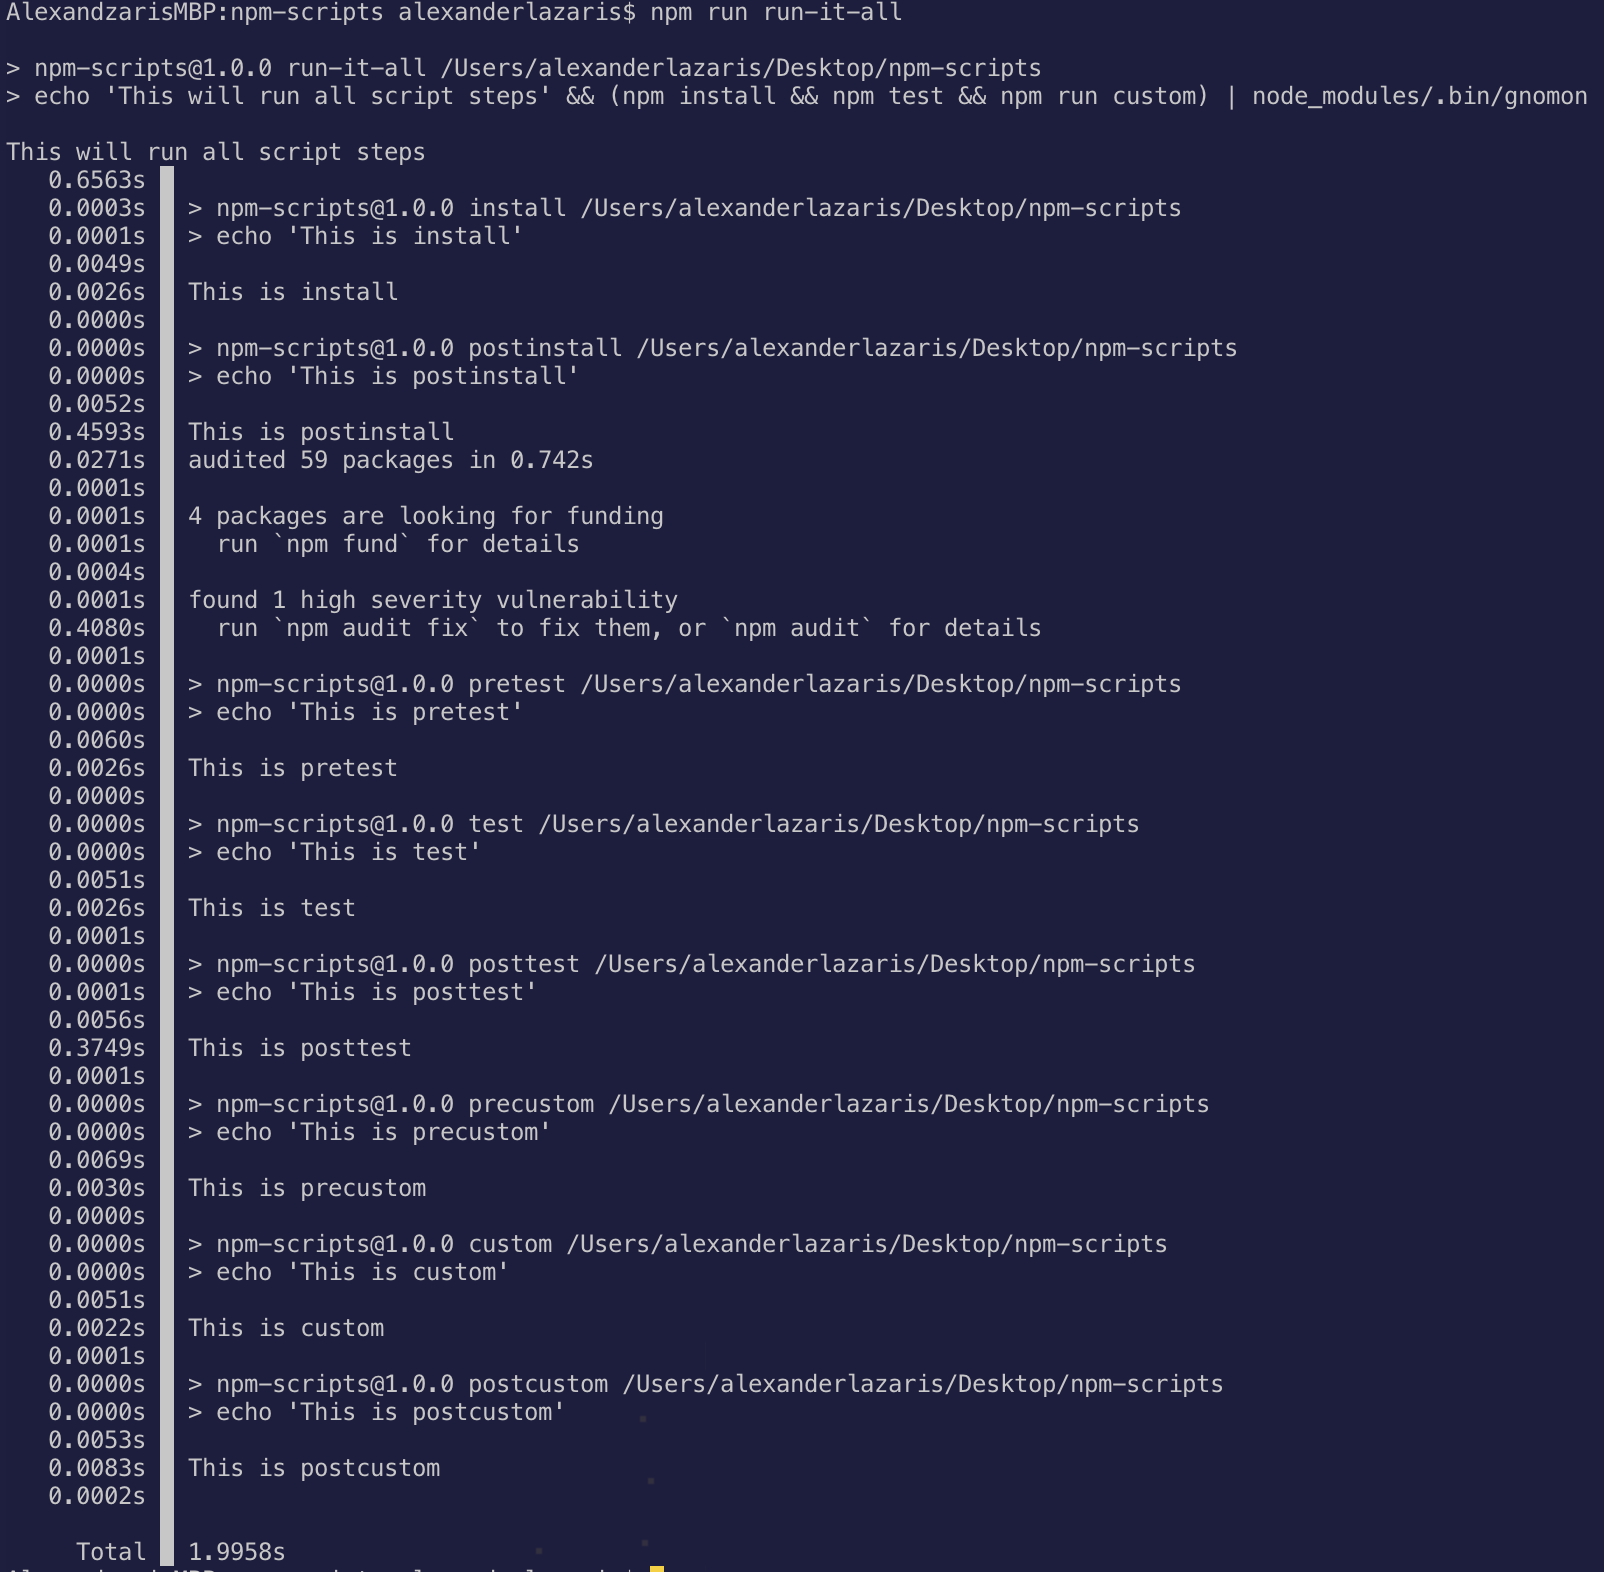 AlexandzarisMBP:npm-scripts alexanderlazaris$ npm run run-it-all
> npm-scripts@1.0.0 run-it-all /Users/alexanderlazaris/Desktop/npm-scripts
> echo 'This will run all script steps' && (npm install && npm test && npm run custom) | node_modules/.bin/gnomon
This will run all script steps
0.6563s
0.0003s > npm-scripts@1.0.0 install /Users/alexanderlazaris/Desktop/npm-scripts
0.0001s > echo 'This is install'
0.0049s
0.0026s This is install
0.0000s
0.0000s > npm-scripts@1.0.0 postinstall /Users/alexanderlazaris/Desktop/npm-scripts
0.0000s > echo 'This is postinstall'
0.0052s
0.4593s This is postinstall
0.0271s audited 59 packages in 0.742s
0.0001s
0.0001s 4 packages are looking for funding
0.0001s run `npm fund` for details
0.0004s
0.0001s found 1 high severity vulnerability
0.4080s run `npm audit fix` to fix them, or `npm audit` for details
0.0001s
0.0000s > npm-scripts@1.0.0 pretest /Users/alexanderlazaris/Desktop/npm-scripts
0.0000s > echo 'This is pretest'
0.0060s
0.0026s This is pretest
0.0000s
0.0000s > npm-scripts@1.0.0 test /Users/alexanderlazaris/Desktop/npm-scripts
0.0000s > echo 'This is test'
0.0051s
0.0026s This is test
0.0001s
0.0000s > npm-scripts@1.0.0 posttest /Users/alexanderlazaris/Desktop/npm-scripts
0.0001s > echo 'This is posttest'
0.0056s
0.3749s This is posttest
0.0001s
0.0000s > npm-scripts@1.0.0 precustom /Users/alexanderlazaris/Desktop/npm-scripts
0.0000s > echo 'This is precustom'
0.0069s
0.0030s This is precustom
0.0000s
0.0000s > npm-scripts@1.0.0 custom /Users/alexanderlazaris/Desktop/npm-scripts
0.0000s > echo 'This is custom'
0.0051s
0.0022s This is custom
0.0001s
0.0000s > npm-scripts@1.0.0 postcustom /Users/alexanderlazaris/Desktop/npm-scripts
0.0000s > echo 'This is postcustom'
0.0053s
0.0083s This is postcustom
0.0002s
Total 1.9958s